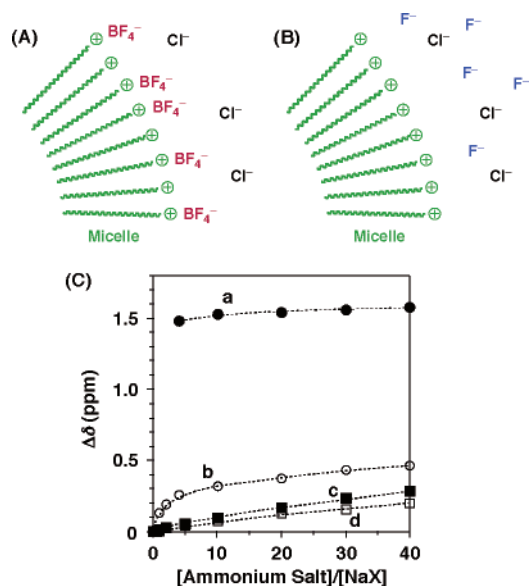 (A) BF₄⁻ Cl⁻
⊕
⊕
⊕ BF₄⁻
⊕ BF₄⁻ Cl⁻
⊕
⊕ BF₄⁻ Cl⁻
⊕
⊕ BF₄⁻
Micelle
(B) F⁻ F⁻
⊕ Cl⁻
⊕ F⁻ F⁻
⊕
⊕ Cl⁻
⊕ F⁻
⊕ Cl⁻
⊕
⊕
Micelle
(C)
a
b
c
d
1.5
1.0
0.5
0
Δδ (ppm)
0 10 20 30 40
[Ammonium Salt]/[NaX]